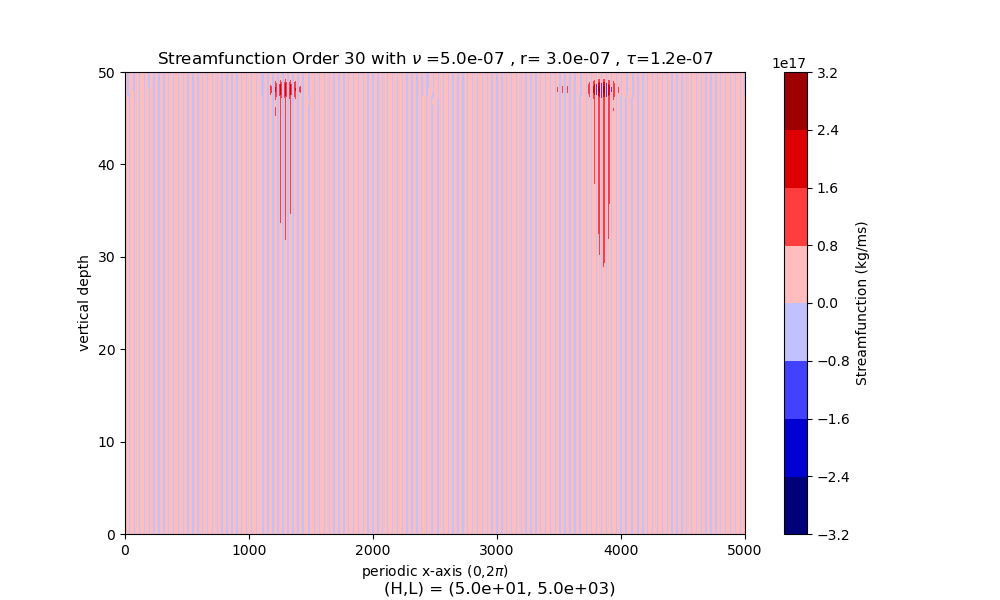 Streamfunction Order 30 with ν =5.0e-07 , r= 3.0e-07 , τ=1.2e-07
1e17
50
40
30
20
10
0
vertical depth
0 1000 2000 3000 4000 5000
periodic x-axis (0,2π)
(H,L) = (5.0e+01, 5.0e+03)
3.2
2.4
1.6
0.8
0.0
−0.8
−1.6
−2.4
−3.2
Streamfunction (kg/ms)